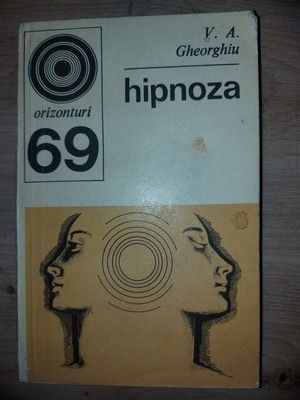 V. A.
Gheorghiu
hipnoza
orizonturi
69